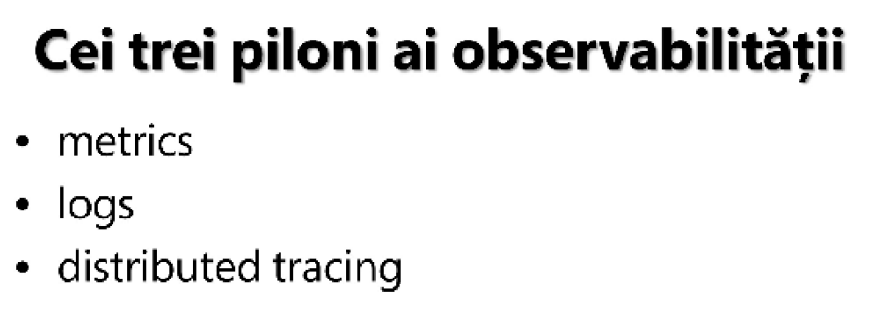 Cei trei piloni ai observabilității
• metrics
• logs
• distributed tracing